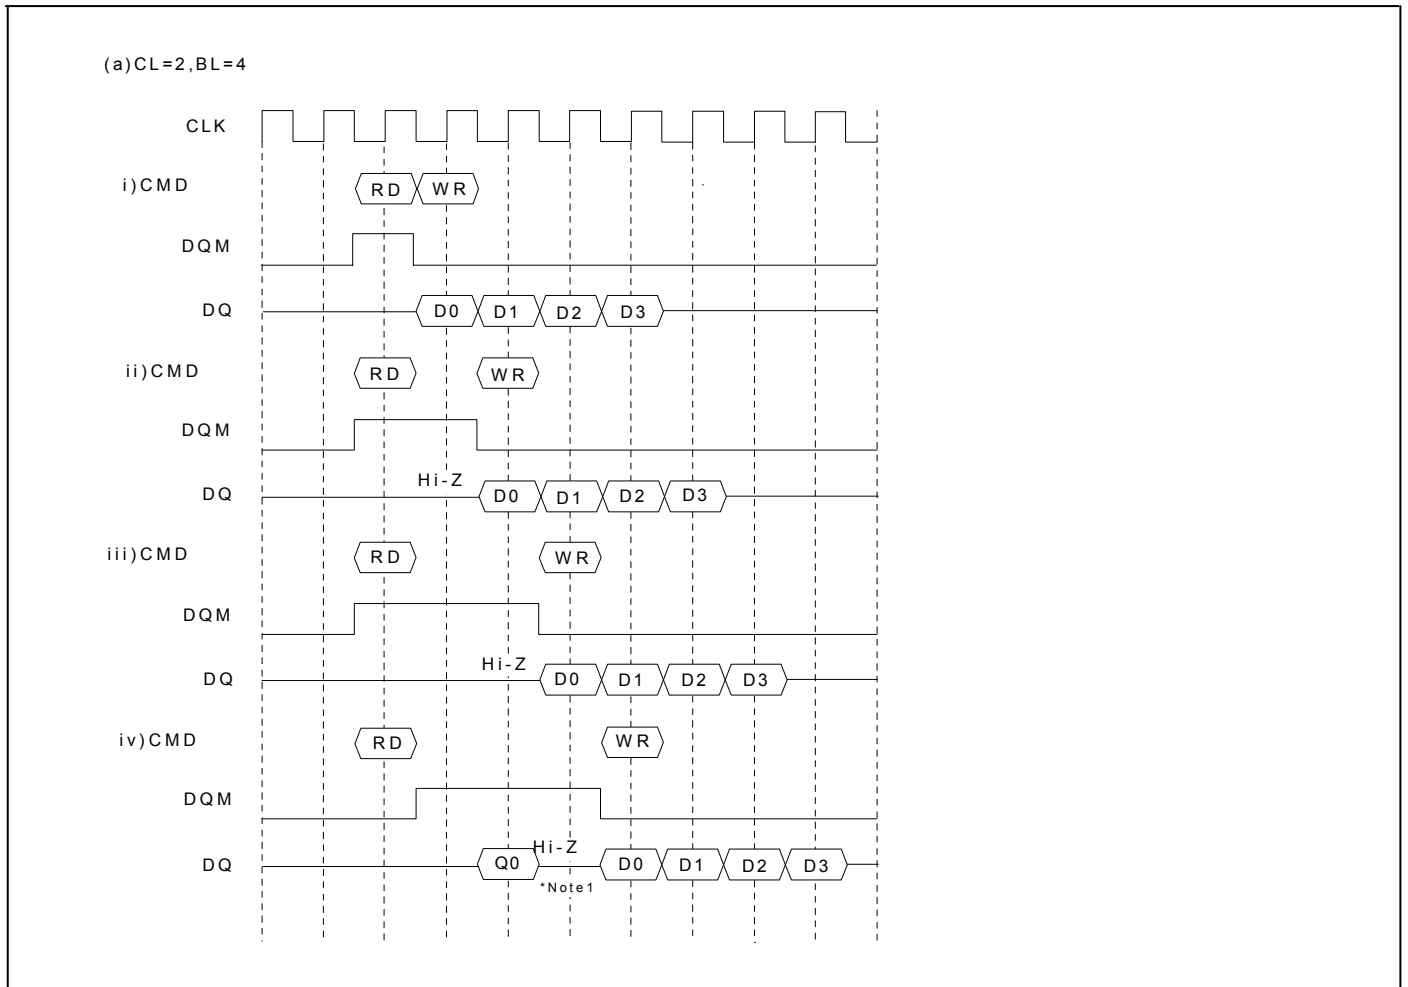 (a)CL=2,BL=4
CLK
i)CMD RD WR
DQM
DQ D0 D1 D2 D3
ii)CMD RD WR
DQM
Hi-Z
DQ D0 D1 D2 D3
iii)CMD RD WR
DQM
Hi-Z
DQ D0 D1 D2 D3
iv)CMD RD WR
DQM
Hi-Z
DQ Q0 D0 D1 D2 D3
*Note1